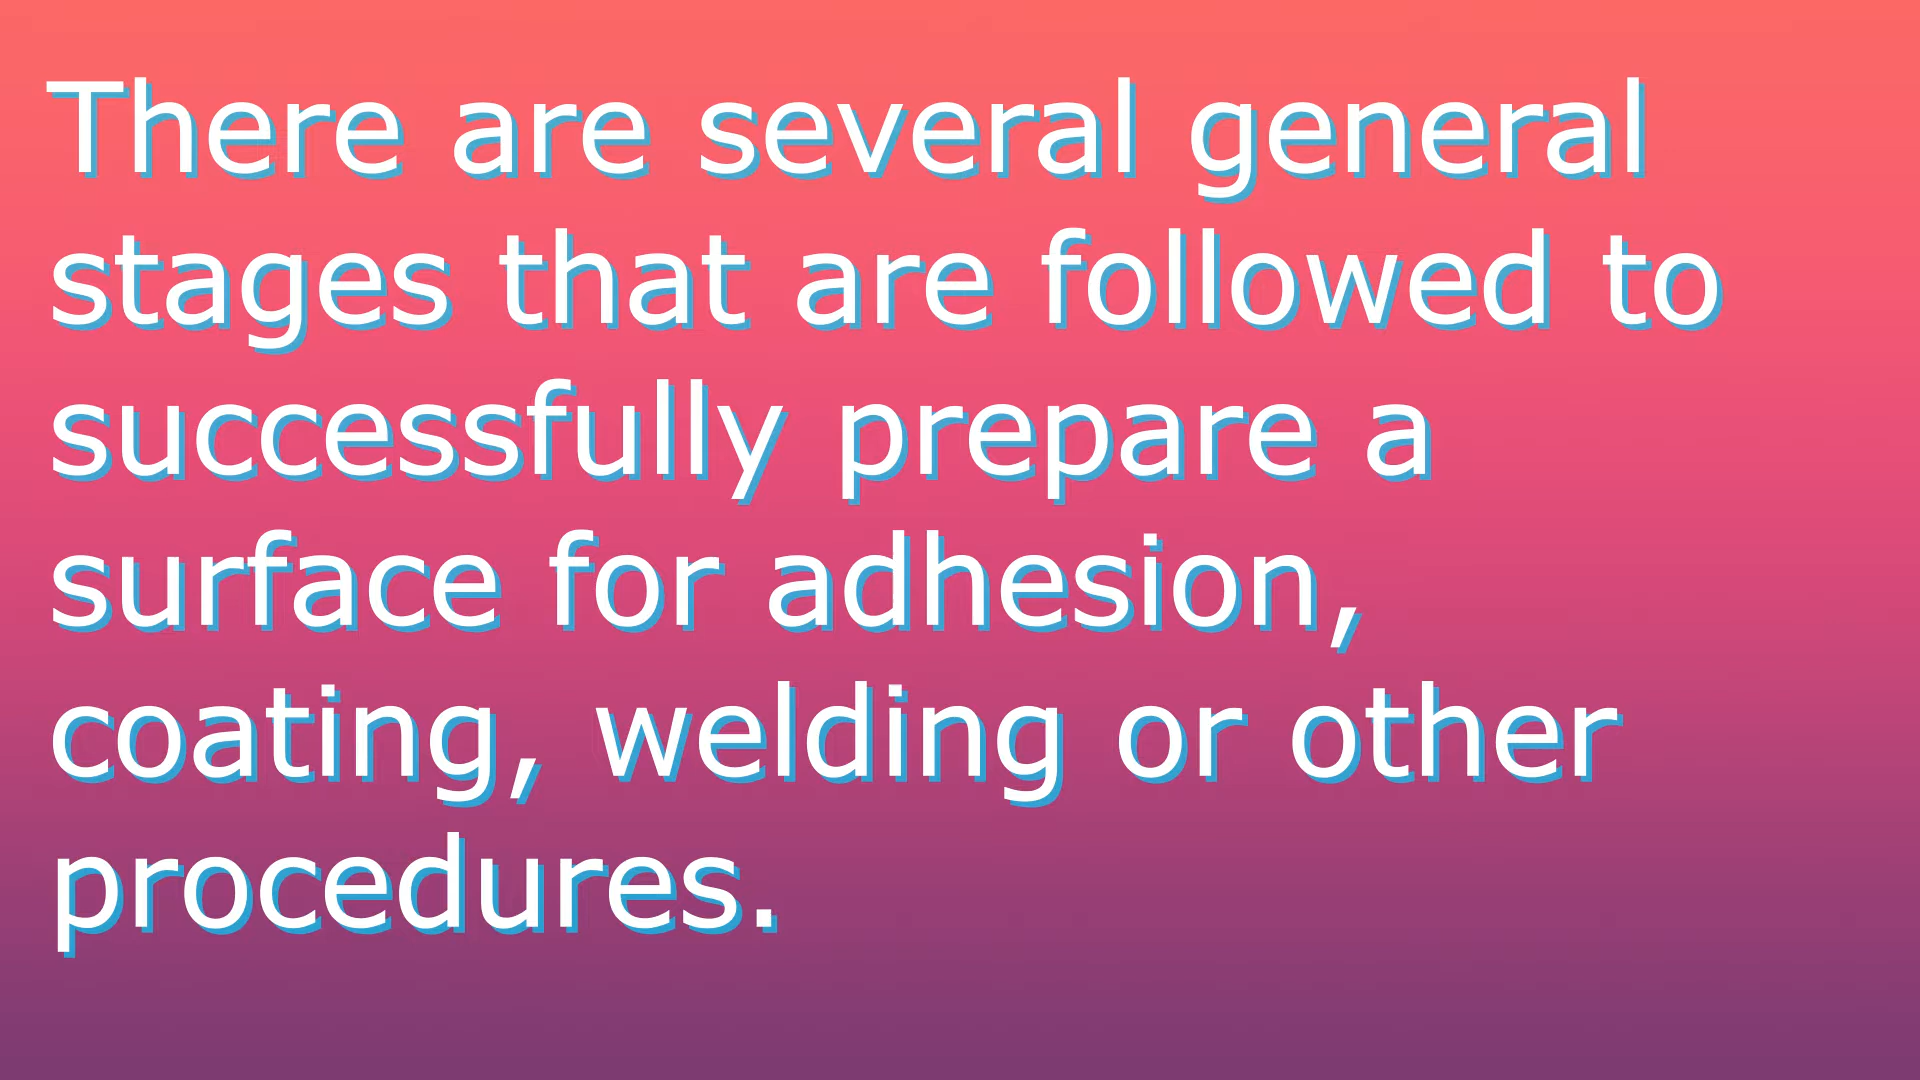 There are several general
stages that are followed to
successfully prepare a
surface for adhesion,
coating, welding or other
procedures.